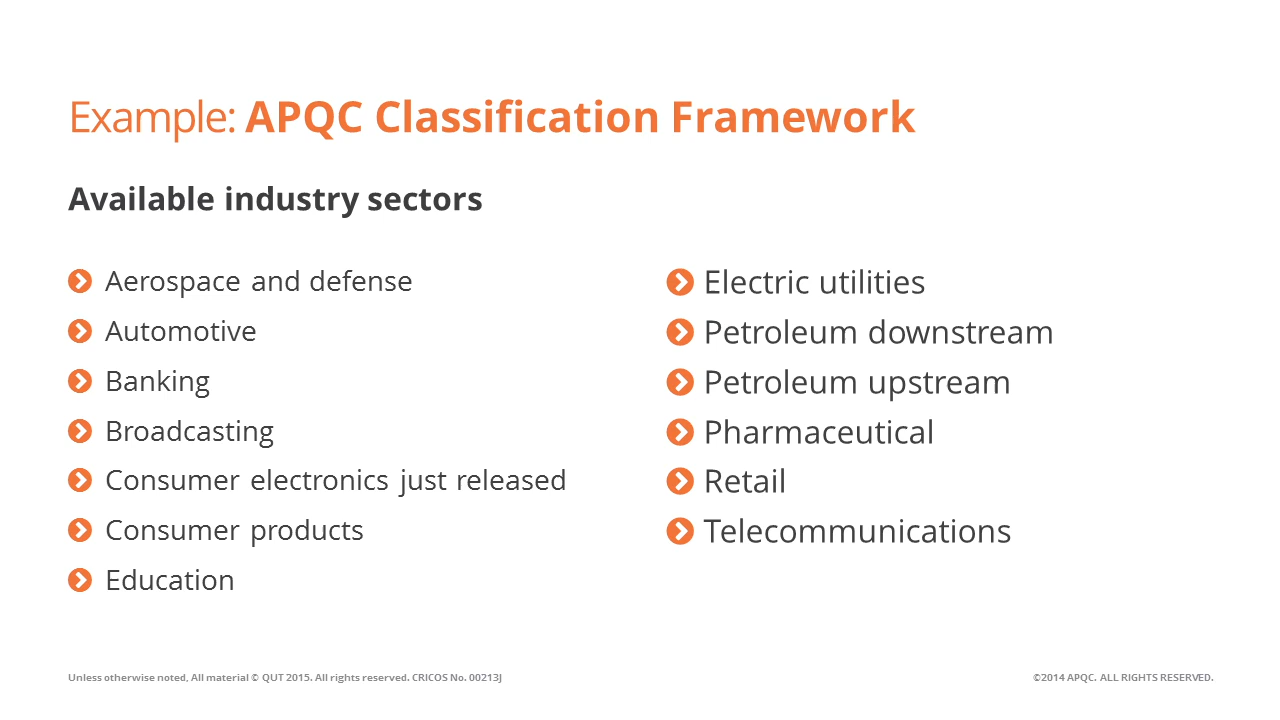 Example: APQC Classification Framework
Available industry sectors
Aerospace and defense
Automotive
Banking
Broadcasting
Consumer electronics just released
Consumer products
Education
Electric utilities
Petroleum downstream
Petroleum upstream
Pharmaceutical
Retail
Telecommunications
Unless otherwise noted, All material © QUT 2015. All rights reserved. CRICOS No. 00213J
©2014 APQC. ALL RIGHTS RESERVED.